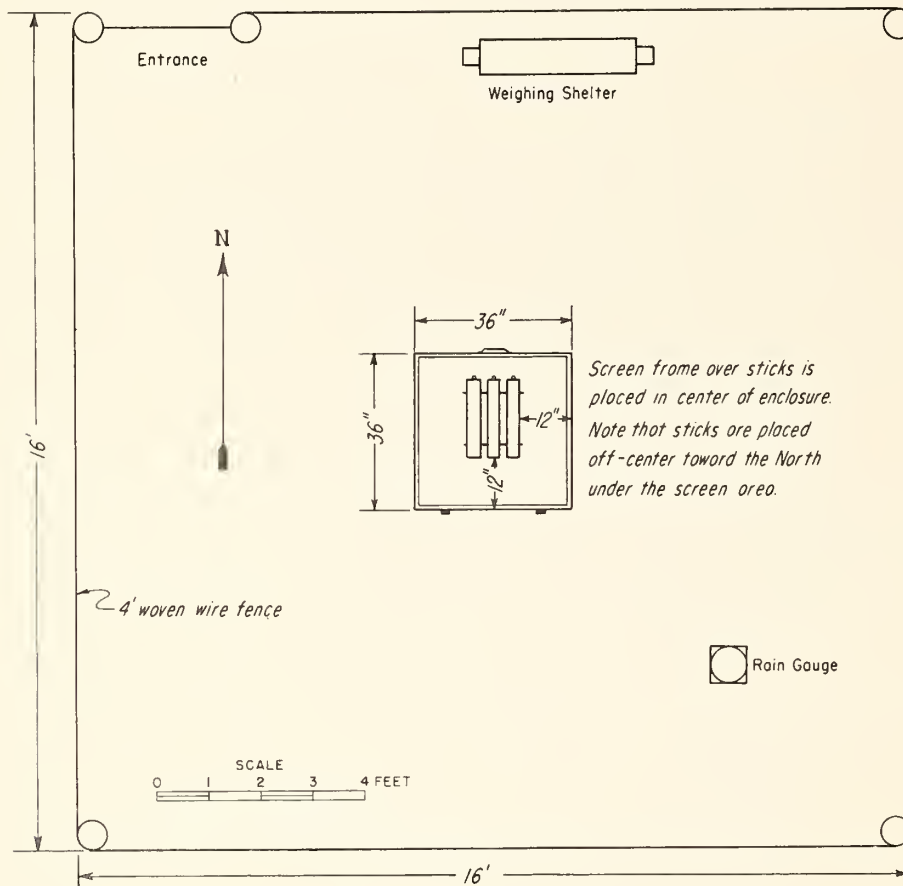 Entrance
Weighing Shelter
N
36"
36"
12"
12"
Screen frame over sticks is
placed in center of enclosure.
Note that sticks are placed
off-center toward the North
under the screen area.
16'
4' woven wire fence
Rain Gauge
SCALE
0 1 2 3 4 FEET
16'